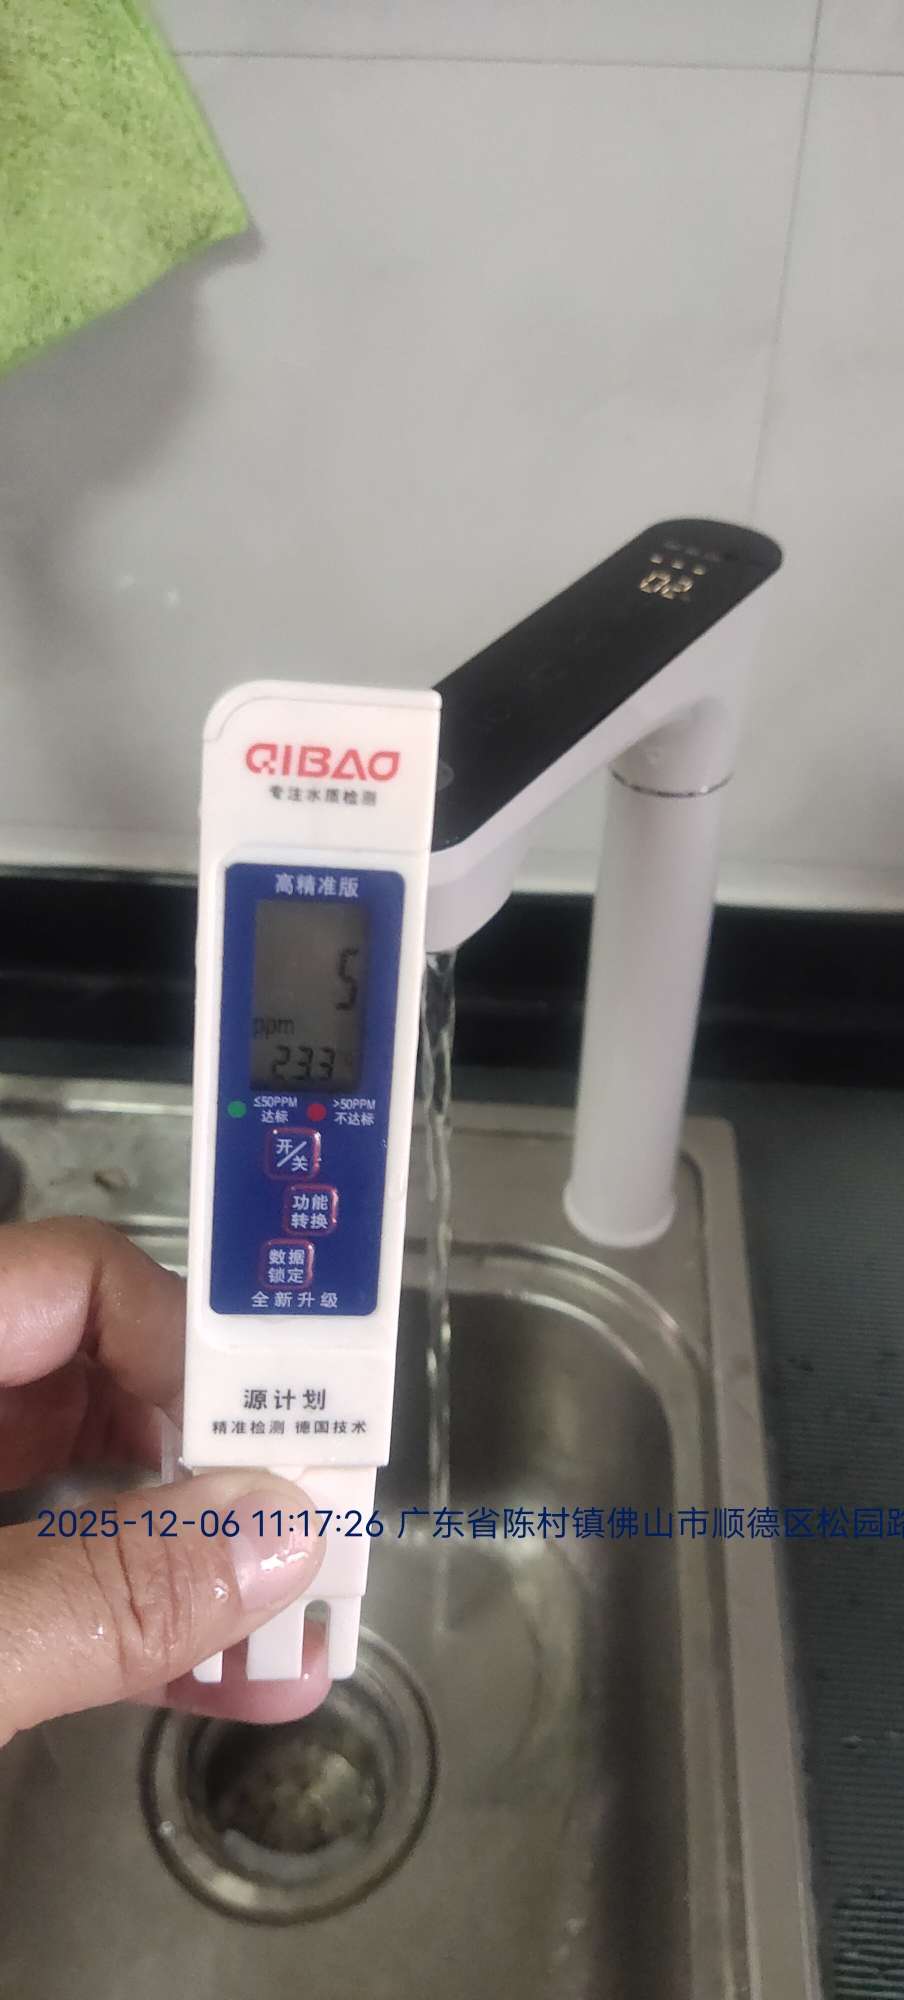 02
QIBAO
专注水质检测
高精准版
5
ppm
23.3
≤50PPM
达标
>50PPM
不达标
开/关
功能
转换
数据
锁定
全新升级
源计划
精准检测 德国技术
2025-12-06 11:17:26 广东省陈村镇佛山市顺德区松园路